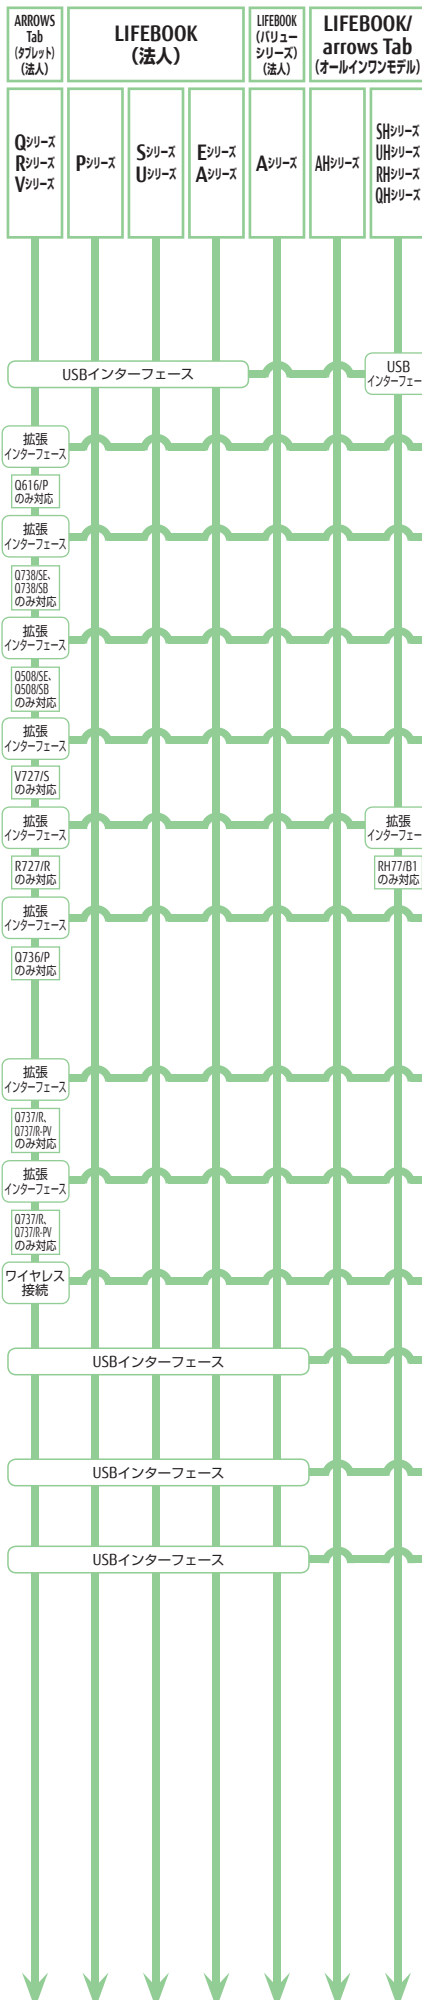 ARROWS
Tab
(タブレット)
(法人)
LIFEBOOK
(法人)
LIFEBOOK
(バリュー
シリーズ)
(法人)
LIFEBOOK/
arrows Tab
(オールインワンモデル)
Qシリーズ
Rシリーズ
Vシリーズ
Pシリーズ
Sシリーズ
Uシリーズ
Eシリーズ
Aシリーズ
Aシリーズ
AHシリーズ
SHシリーズ
UHシリーズ
RHシリーズ
QHシリーズ
USBインターフェース
USB
インターフェー
拡張
インターフェース
Q616/P
のみ対応
拡張
インターフェース
Q738/SE、
Q738/SB
のみ対応
拡張
インターフェース
Q508/SE、
Q508/SB
のみ対応
拡張
インターフェース
V727/S
のみ対応
拡張
インターフェース
拡張
インターフェー
R727/R
のみ対応
RH77/B1
のみ対応
拡張
インターフェース
Q736/P
のみ対応
拡張
インターフェース
Q737/R、
Q737/R-PV
のみ対応
拡張
インターフェース
Q737/R、
Q737/R-PV
のみ対応
ワイヤレス
接続
USBインターフェース
USBインターフェース
USBインターフェース